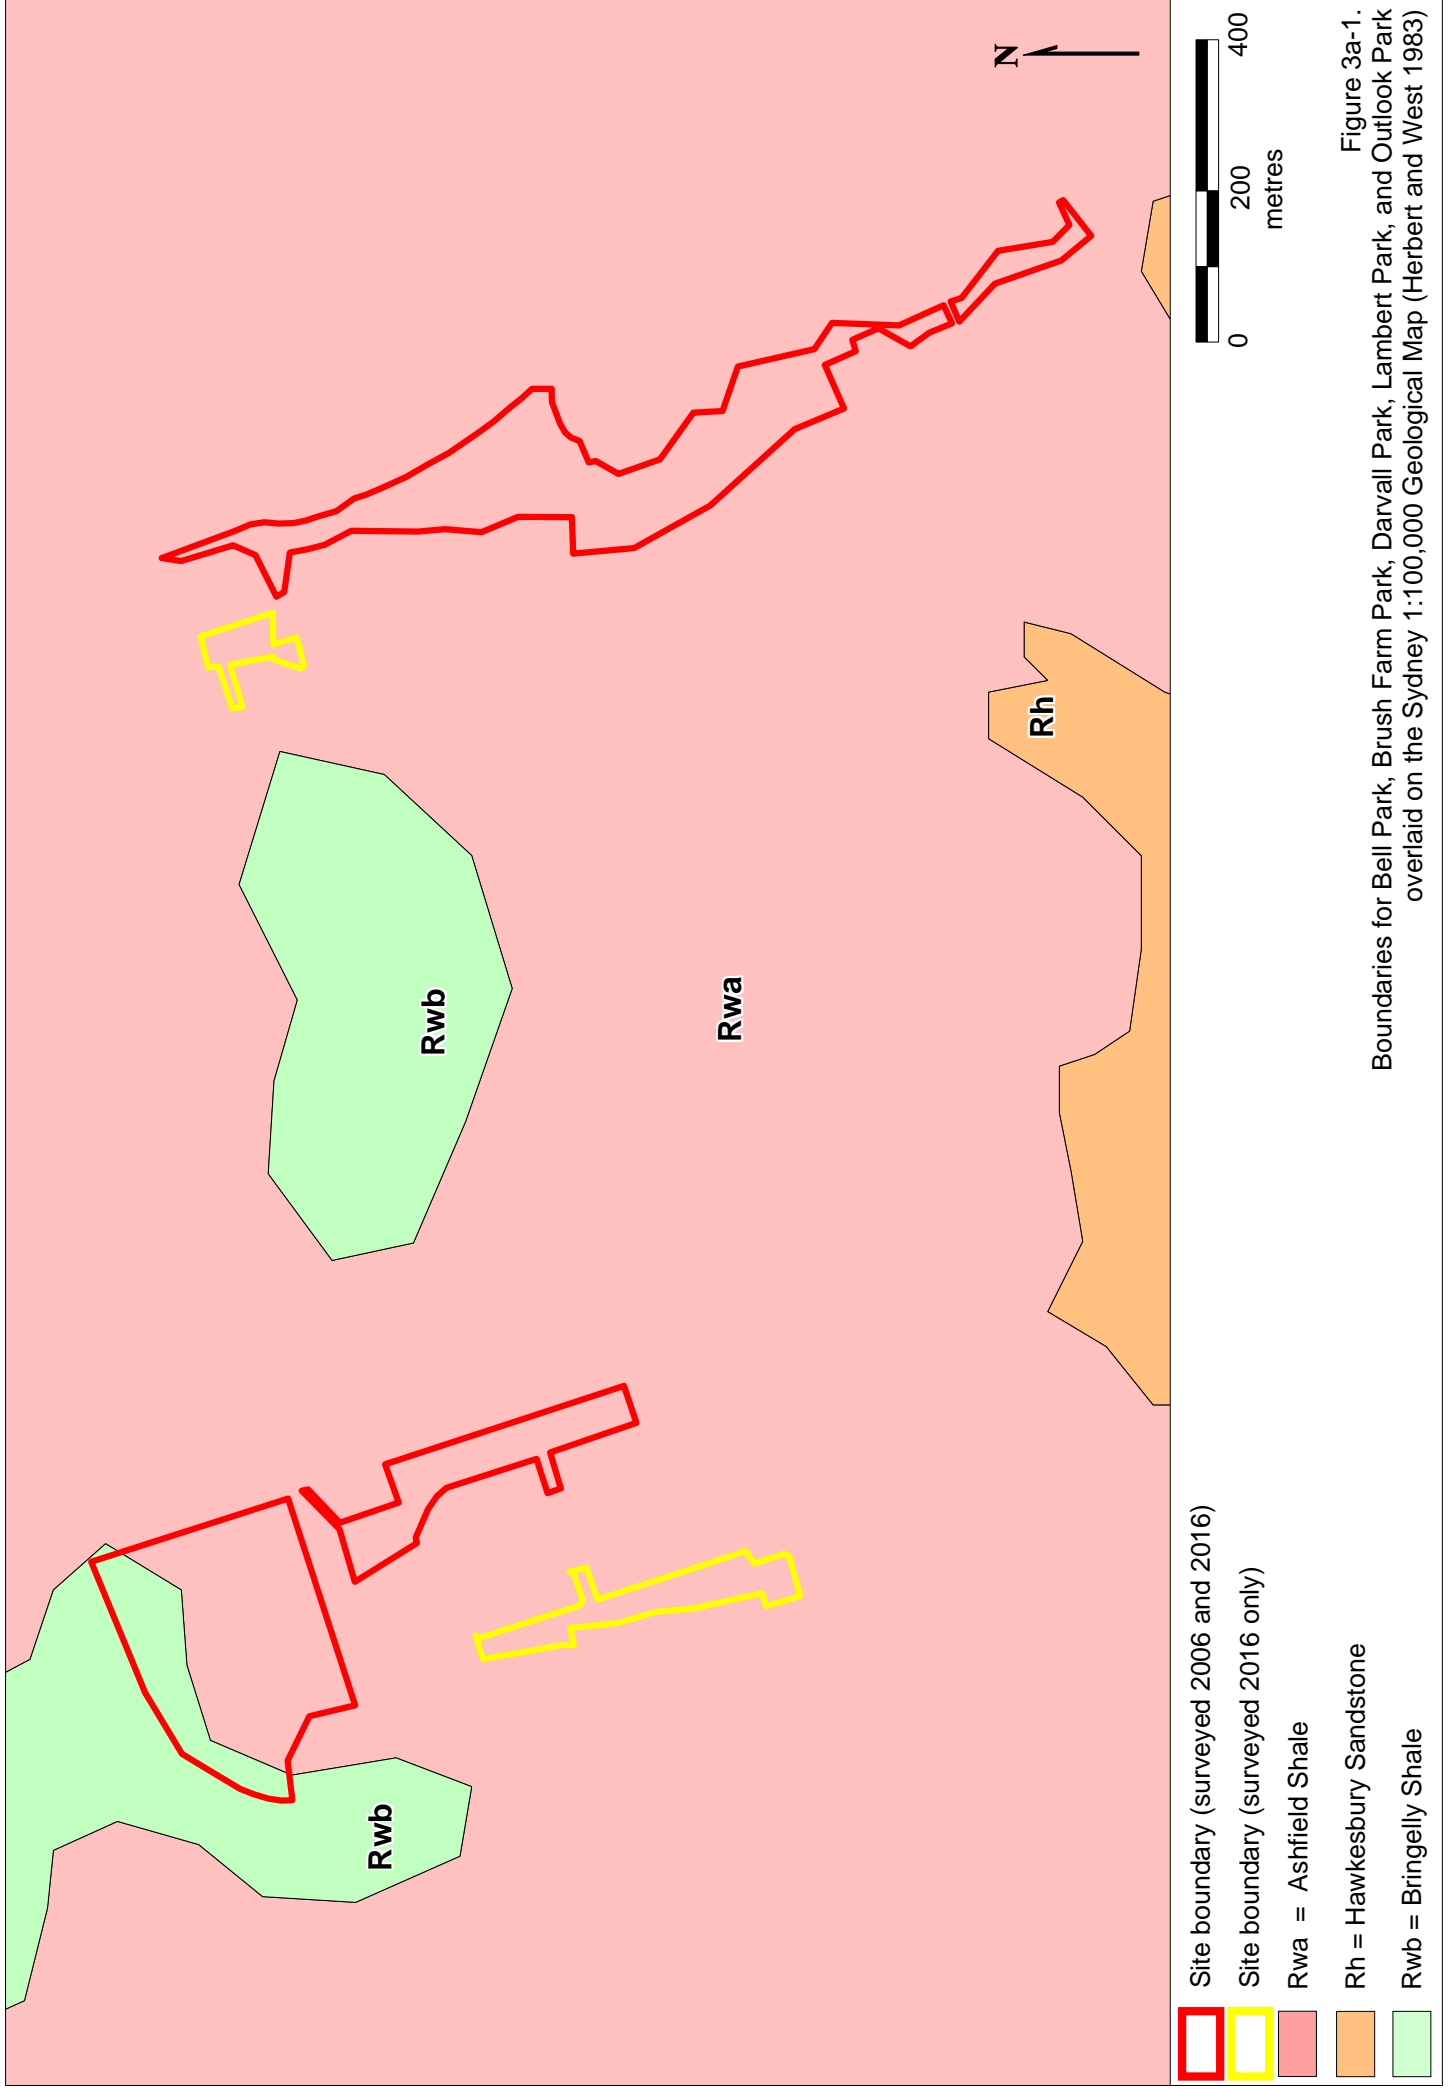 Rwb
Rwb
Rwa
Rh
N
Site boundary (surveyed 2006 and 2016)
Site boundary (surveyed 2016 only)
Rwa = Ashfield Shale
Rh = Hawkesbury Sandstone
Rwb = Bringelly Shale
0 200 400
metres
Figure 3a-1.
Boundaries for Bell Park, Brush Farm Park, Darvall Park, Lambert Park, and Outlook Park
overlaid on the Sydney 1:100,000 Geological Map (Herbert and West 1983)